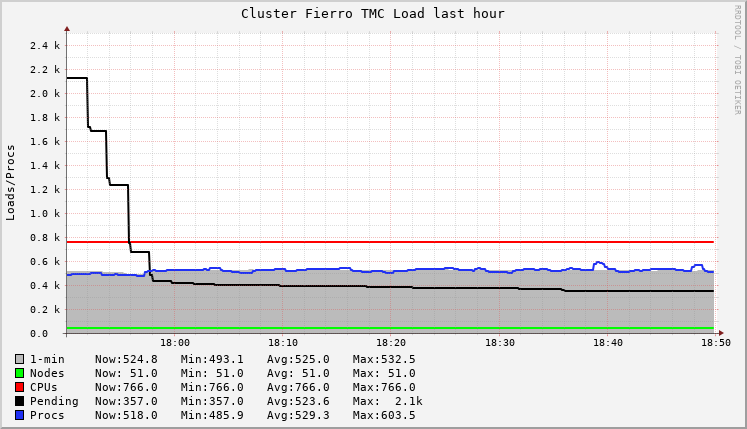 Cluster Fierro TMC Load last hour
RRDTOOL / TOBI OETIKER
Loads/Procs
2.4 k
2.2 k
2.0 k
1.8 k
1.6 k
1.4 k
1.2 k
1.0 k
0.8 k
0.6 k
0.4 k
0.2 k
0.0
18:00 18:10 18:20 18:30 18:40 18:50
1-min Now:524.8 Min:493.1 Avg:525.0 Max:532.5
Nodes Now: 51.0 Min: 51.0 Avg: 51.0 Max: 51.0
CPUs Now:766.0 Min:766.0 Avg:766.0 Max:766.0
Pending Now:357.0 Min:357.0 Avg:523.6 Max: 2.1k
Procs Now:518.0 Min:485.9 Avg:529.3 Max:603.5